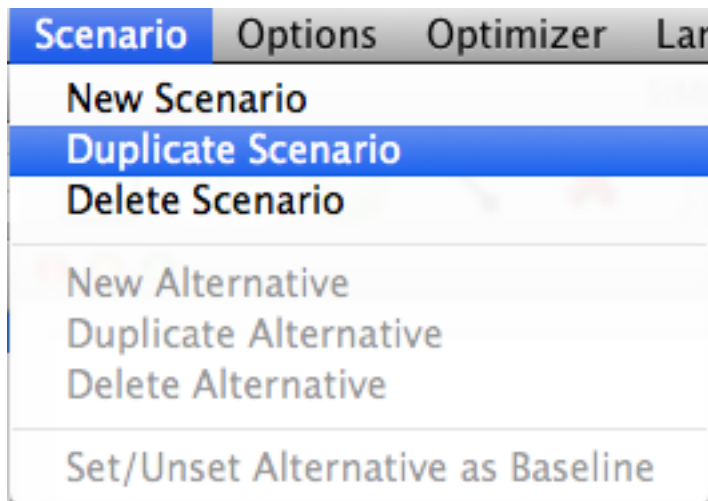 Scenario Options Optimizer
New Scenario
Duplicate Scenario
Delete Scenario
New Alternative
Duplicate Alternative
Delete Alternative
Set/Unset Alternative as Baseline